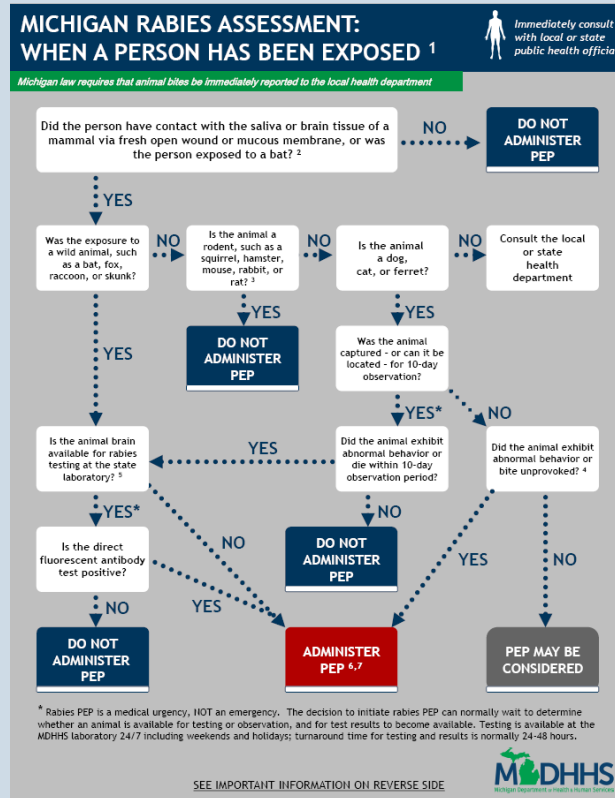 MICHIGAN RABIES ASSESSMENT:
WHEN A PERSON HAS BEEN EXPOSED 1
Immediately consult
with local or state
public health officia
Michigan law requires that animal bites be immediately reported to the local health department
Did the person have contact with the saliva or brain tissue of a
mammal via fresh open wound or mucous membrane, or was
the person exposed to a bat? 2
NO
DO NOT
ADMINISTER
PEP
YES
Was the exposure to
a wild animal, such
as a bat, fox,
raccoon, or skunk?
NO
Is the animal a
rodent, such as a
squirrel, hamster,
mouse, rabbit, or
rat? 3
NO
Is the animal
a dog,
cat, or ferret?
NO
Consult the local
or state
health
department
YES
YES
DO NOT
ADMINISTER
PEP
YES
Was the animal
captured - or can it be
located - for 10-day
observation?
YES*
NO
Is the animal brain
available for rabies
testing at the state
laboratory? 5
YES
Did the animal exhibit
abnormal behavior or
die within 10-day
observation period?
Did the animal exhibit
abnormal behavior or
bite unprovoked? 4
YES*
NO
NO
DO NOT
ADMINISTER
PEP
YES
NO
Is the direct
fluorescent antibody
test positive?
NO
YES
DO NOT
ADMINISTER
PEP
ADMINISTER
PEP 6,7
PEP MAY BE
CONSIDERED
* Rabies PEP is a medical urgency, NOT an emergency. The decision to initiate rabies PEP can normally wait to determine
whether an animal is available for testing or observation, and for test results to become available. Testing is available at the
MDHHS laboratory 24/7 including weekends and holidays; turnaround time for testing and results is normally 24-48 hours.
SEE IMPORTANT INFORMATION ON REVERSE SIDE
MDHHS
Michigan Department of Health & Human Services